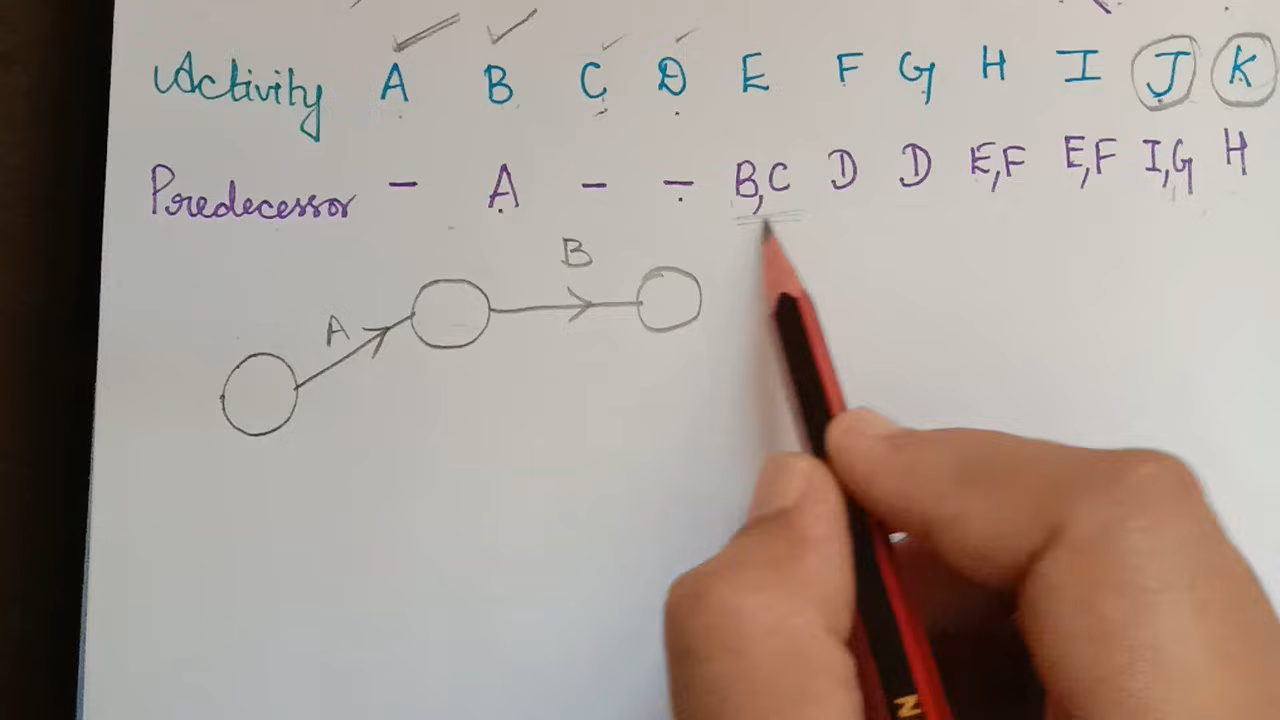 Activity A B C D E F G H I J K
Predecessor - A - - B,C D D E,F E,F I,G H
B
A
N